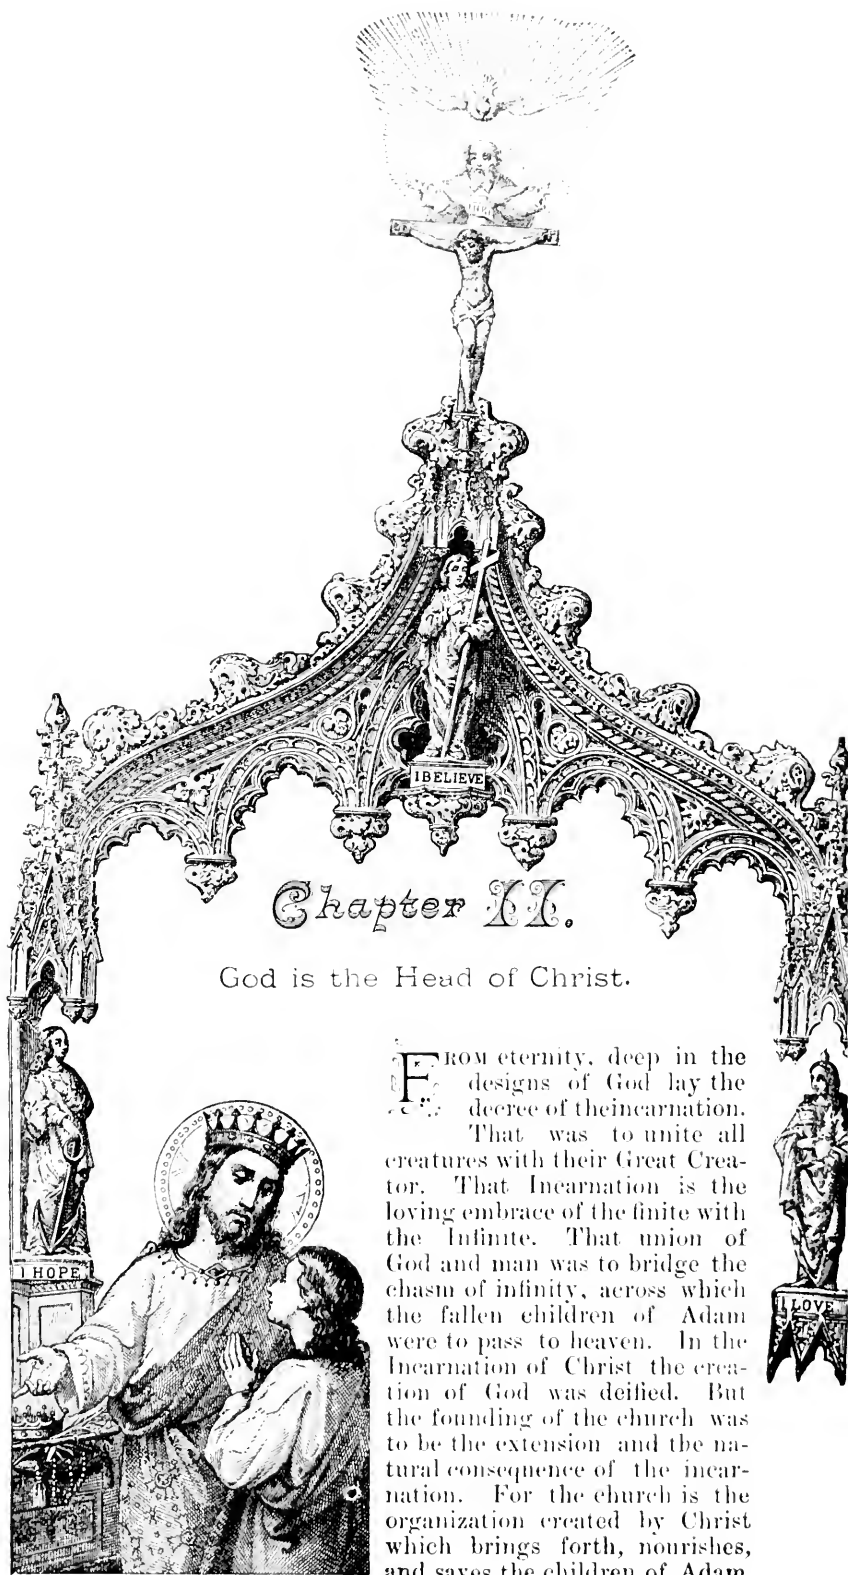 I BELIEVE
Chapter II.
God is the Head of Christ.
I HOPE
I LOVE
FROM eternity, deep in the
designs of God lay the
decree of theincarnation.
That was to unite all
creatures with their Great Crea-
tor. That Incarnation is the
loving embrace of the finite with
the Infinite. That union of
God and man was to bridge the
chasm of infinity, across which
the fallen children of Adam
were to pass to heaven. In the
Incarnation of Christ the crea-
tion of God was deified. But
the founding of the church was
to be the extension and the na-
tural consequence of the incar-
nation. For the church is the
organization created by Christ
which brings forth, nourishes,
and saves the children of Adam